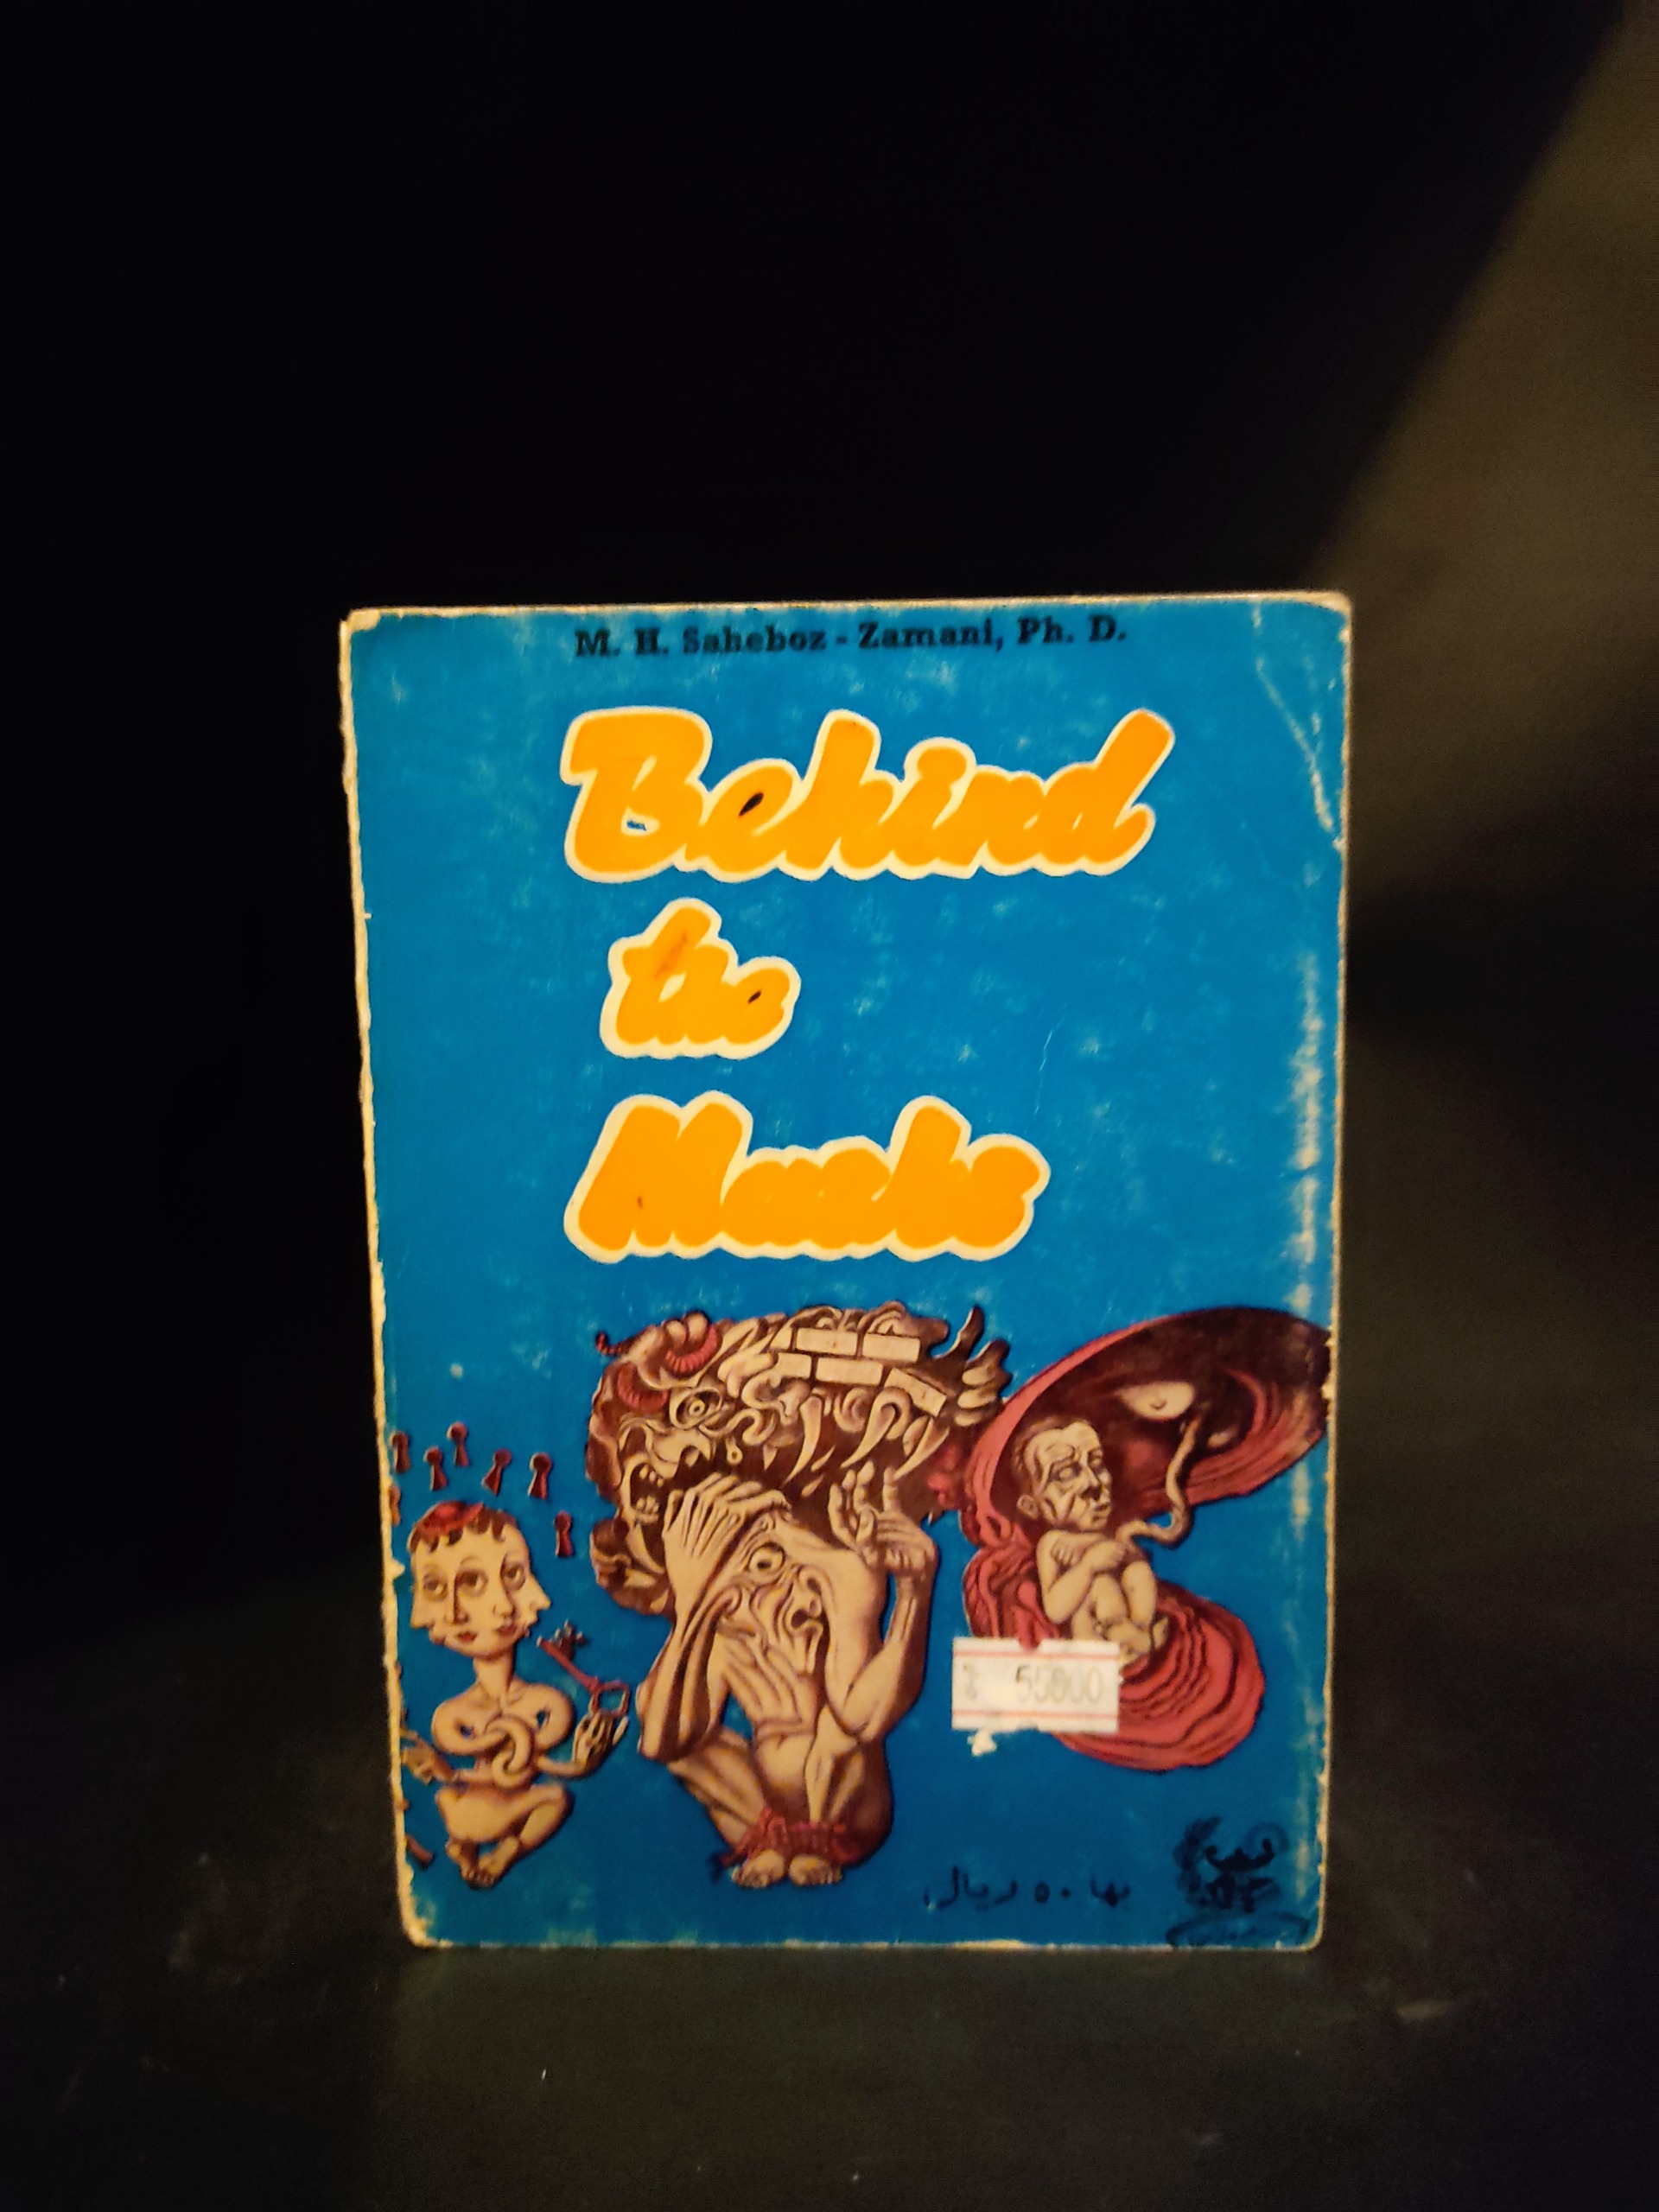 M. H. Saheboz - Zamani, Ph. D.
Behind
the
Masks
55000
بها ۵۰ ریال